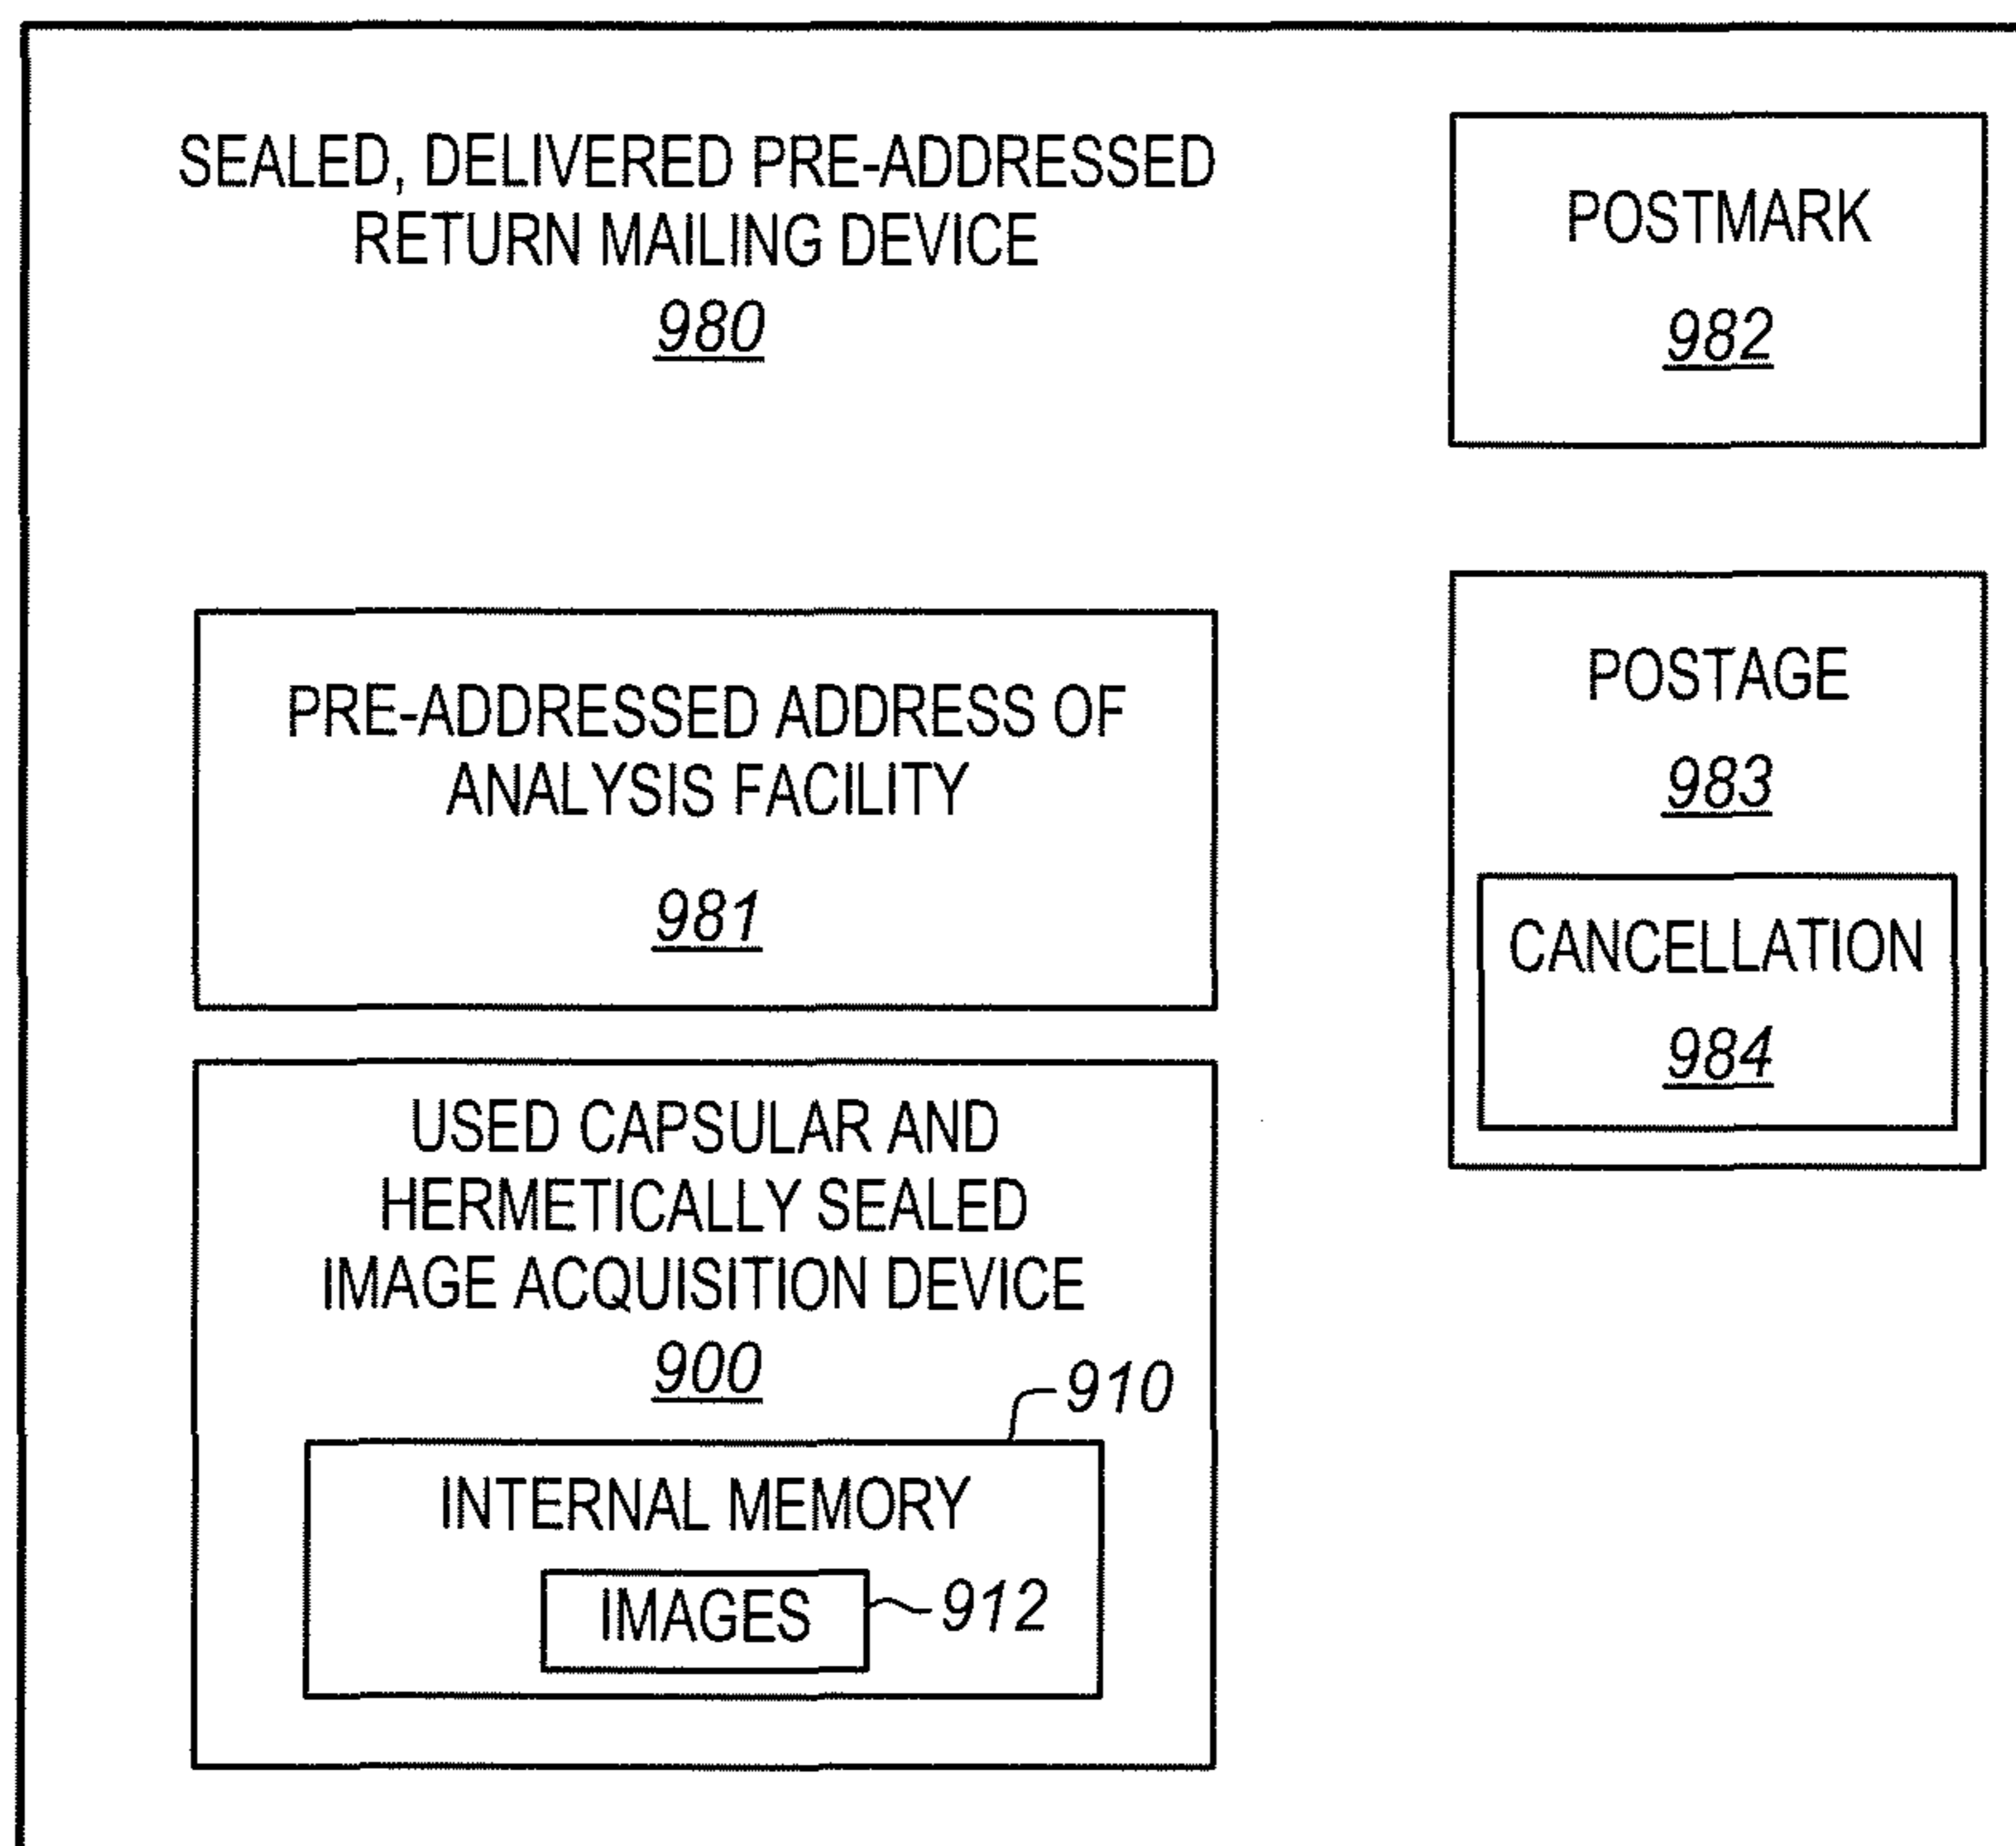 SEALED, DELIVERED PRE-ADDRESSED
RETURN MAILING DEVICE
980
POSTMARK
982
PRE-ADDRESSED ADDRESS OF
ANALYSIS FACILITY
981
POSTAGE
983
CANCELLATION
984
USED CAPSULAR AND
HERMETICALLY SEALED
IMAGE ACQUISITION DEVICE
900
910
INTERNAL MEMORY
IMAGES
912